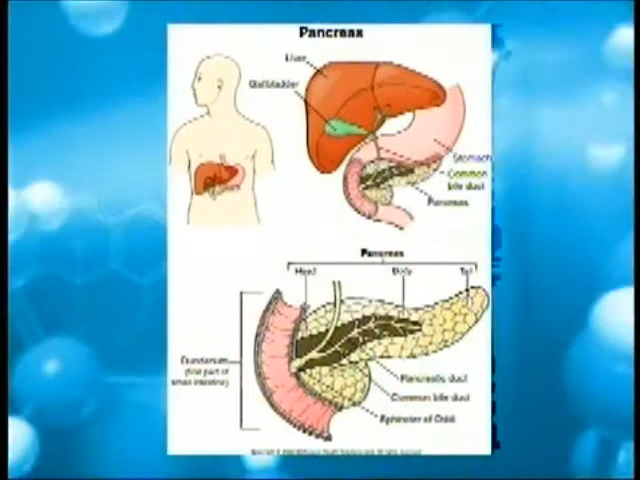 Pancreas
Liver
Gallbladder
Stomach
Common
bile duct
Pancreas
Pancreas
Head
Body
Tail
Duodenum
(first part of
small intestine)
Pancreatic duct
Common bile duct
Sphincter of Oddi